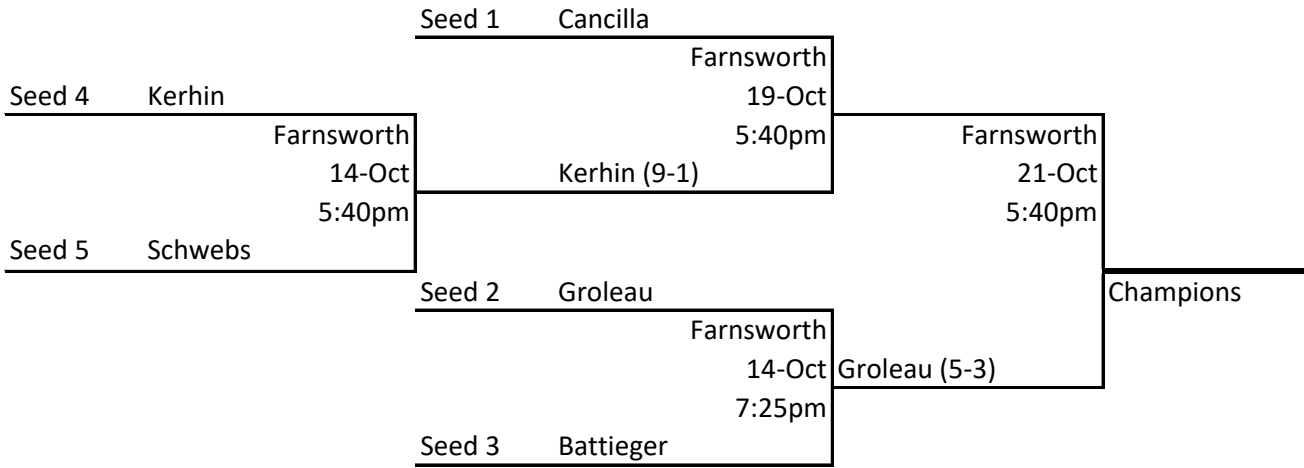 Seed 1 Cancilla
Farnsworth
Seed 4 Kerhin
19-Oct
Farnsworth
5:40pm
Farnsworth
14-Oct
Kerhin (9-1)
21-Oct
5:40pm
5:40pm
Seed 5 Schwebs
Seed 2 Groleau
Champions
Farnsworth
14-Oct
Groleau (5-3)
7:25pm
Seed 3 Battieger